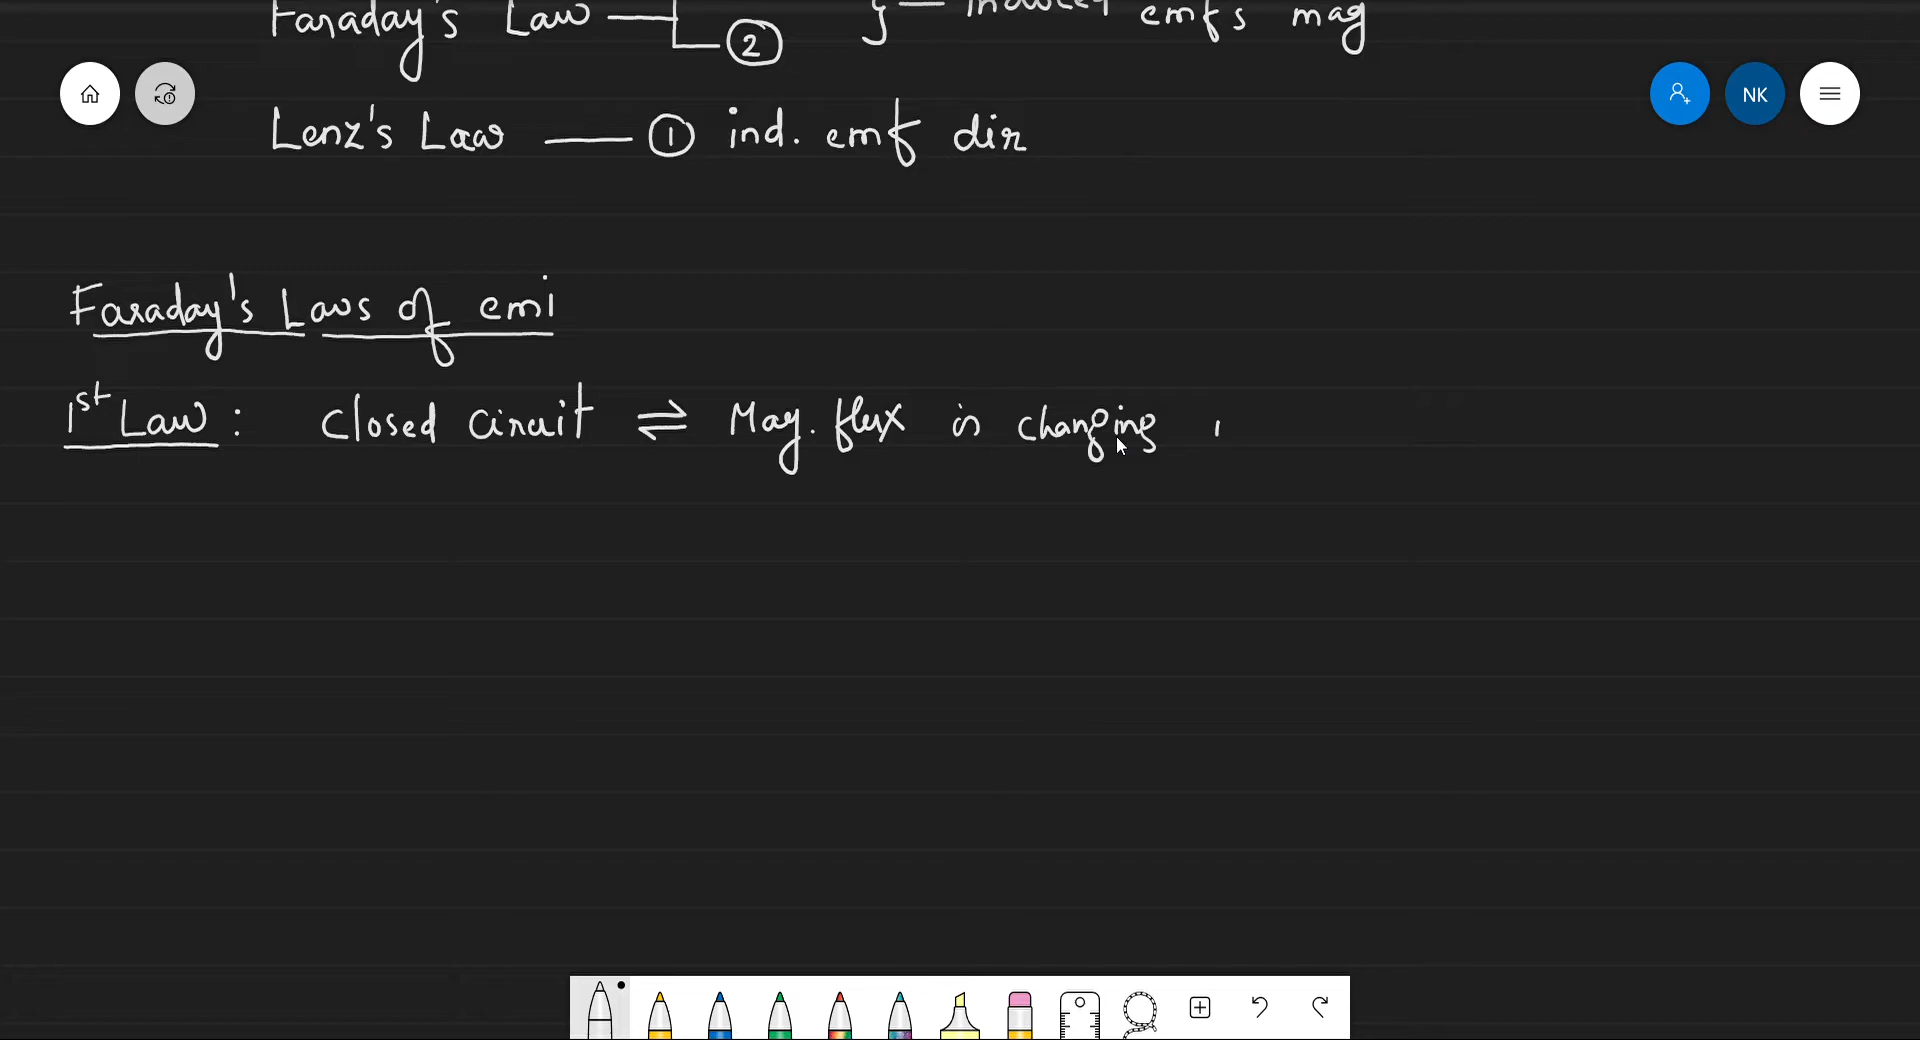 Faraday's Law — ② } — induced emfs mag
NK
Lenz's Law — ① ind. emf dir
Faraday's Laws of emi
1st Law : Closed Circuit ⇌ Mag. flux is changing ,